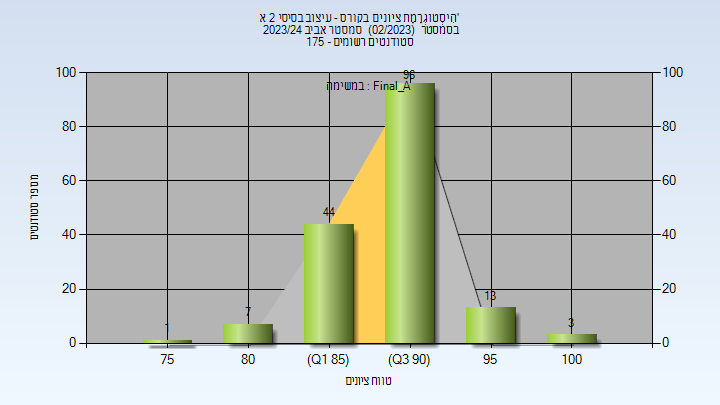 הִיסטוֹגְרָמַת ציונים בקורס - עיצוב בסיסי 2 א'
בסמסטר (02/2023) סמסטר אביב 2023/24
סטודנטים רשומים - 175
במשימה : Final_A
100 100
80 80
60 60
40 40
20 20
0 0
1 7 44 96 13 3
75 80 (Q1 85) (Q3 90) 95 100
מספר סטודנטים
טווח ציונים